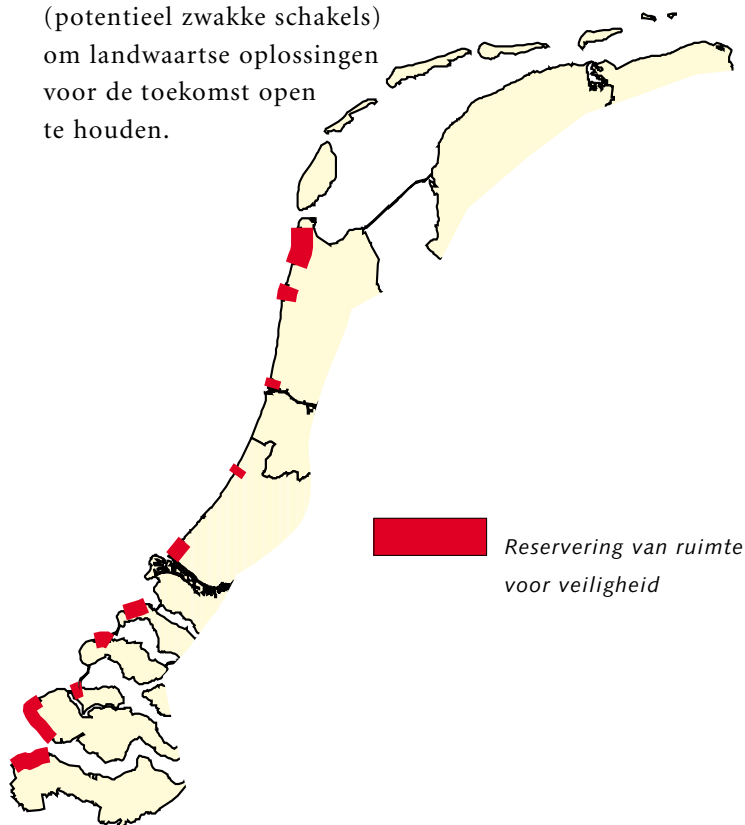 (potentieel zwakke schakels)
om landwaartse oplossingen
voor de toekomst open
te houden.
Reservering van ruimte
voor veiligheid